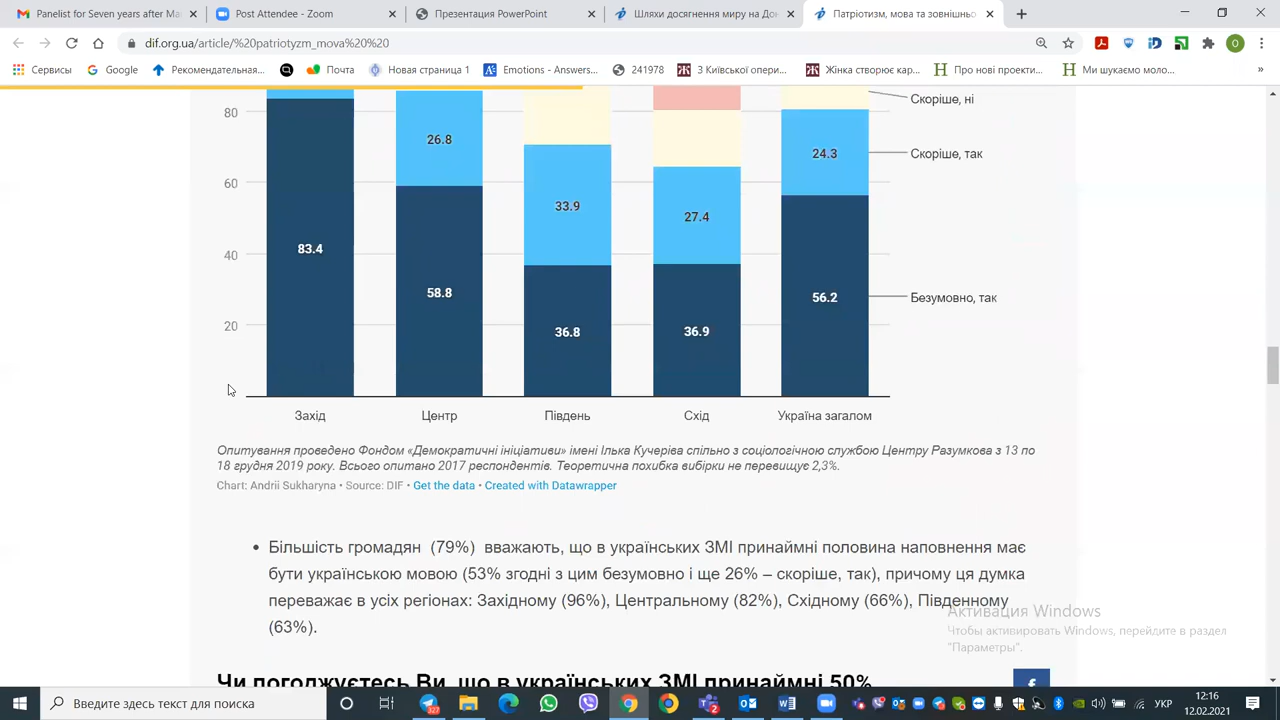 Panelist for Seven years after Ma
Post Attendee - Zoom
Презентация PowerPoint
Шляхи досягнення миру на Дон
Патріотизм, мова та зовнішньо
dif.org.ua/article/%20patriotyzm_mova%20%20
Сервисы
Google
Рекомендательная...
Почта
Новая страница 1
Emotions - Answers...
241978
З Київської опери...
Жінка створює кар...
Про нові проекти...
Ми шукаємо моло...
»
Скоріше, ні
80
26.8
24.3
Скоріше, так
60
33.9
27.4
83.4
40
58.8
56.2
Безумовно, так
20
36.8
36.9
Захід
Центр
Південь
Схід
Україна загалом
Опитування проведено Фондом «Демократичні ініціативи» імені Ілька Кучеріва спільно з соціологічною службою Центру Разумкова з 13 по
18 грудня 2019 року. Всього опитано 2017 респондентів. Теоретична похибка вибірки не перевищує 2,3%.
Chart: Andrii Sukharyna • Source: DIF • Get the data • Created with Datawrapper
• Більшість громадян (79%) вважають, що в українських ЗМІ принаймні половина наповнення має
бути українською мовою (53% згодні з цим безумовно і ще 26% – скоріше, так), причому ця думка
переважає в усіх регіонах: Західному (96%), Центральному (82%), Східному (66%), Південному
(63%).
Активация Windows
Чтобы активировать Windows, перейдите в раздел
"Параметры".
Чи погоджуєтесь Ви, що в українських ЗМІ принаймні 50%
Введите здесь текст для поиска
УКР
12:16
12.02.2021